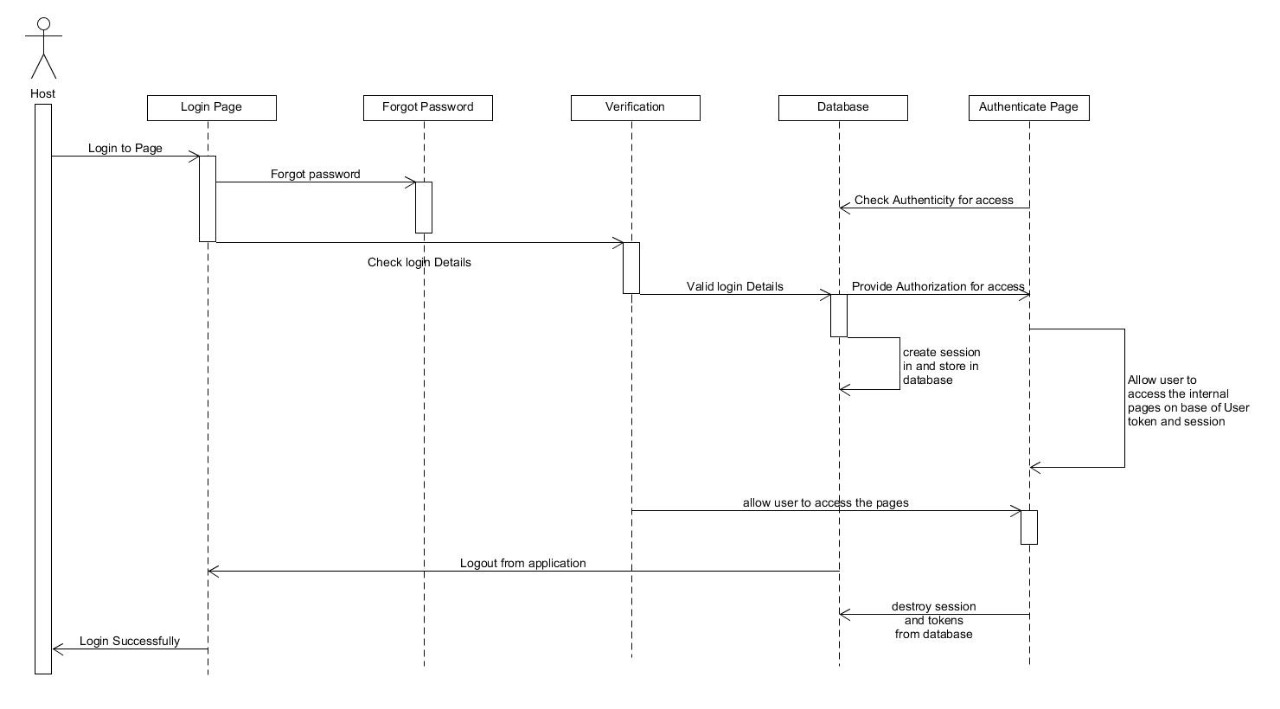 Host
Login Page
Forgot Password
Verification
Database
Authenticate Page
Login to Page
Forgot password
Check Authenticity for access
Check login Details
Valid login Details
Provide Authorization for access
create session
in and store in
database
Allow user to
access the internal
pages on base of User
token and session
allow user to access the pages
Logout from application
destroy session
and tokens
from database
Login Successfully